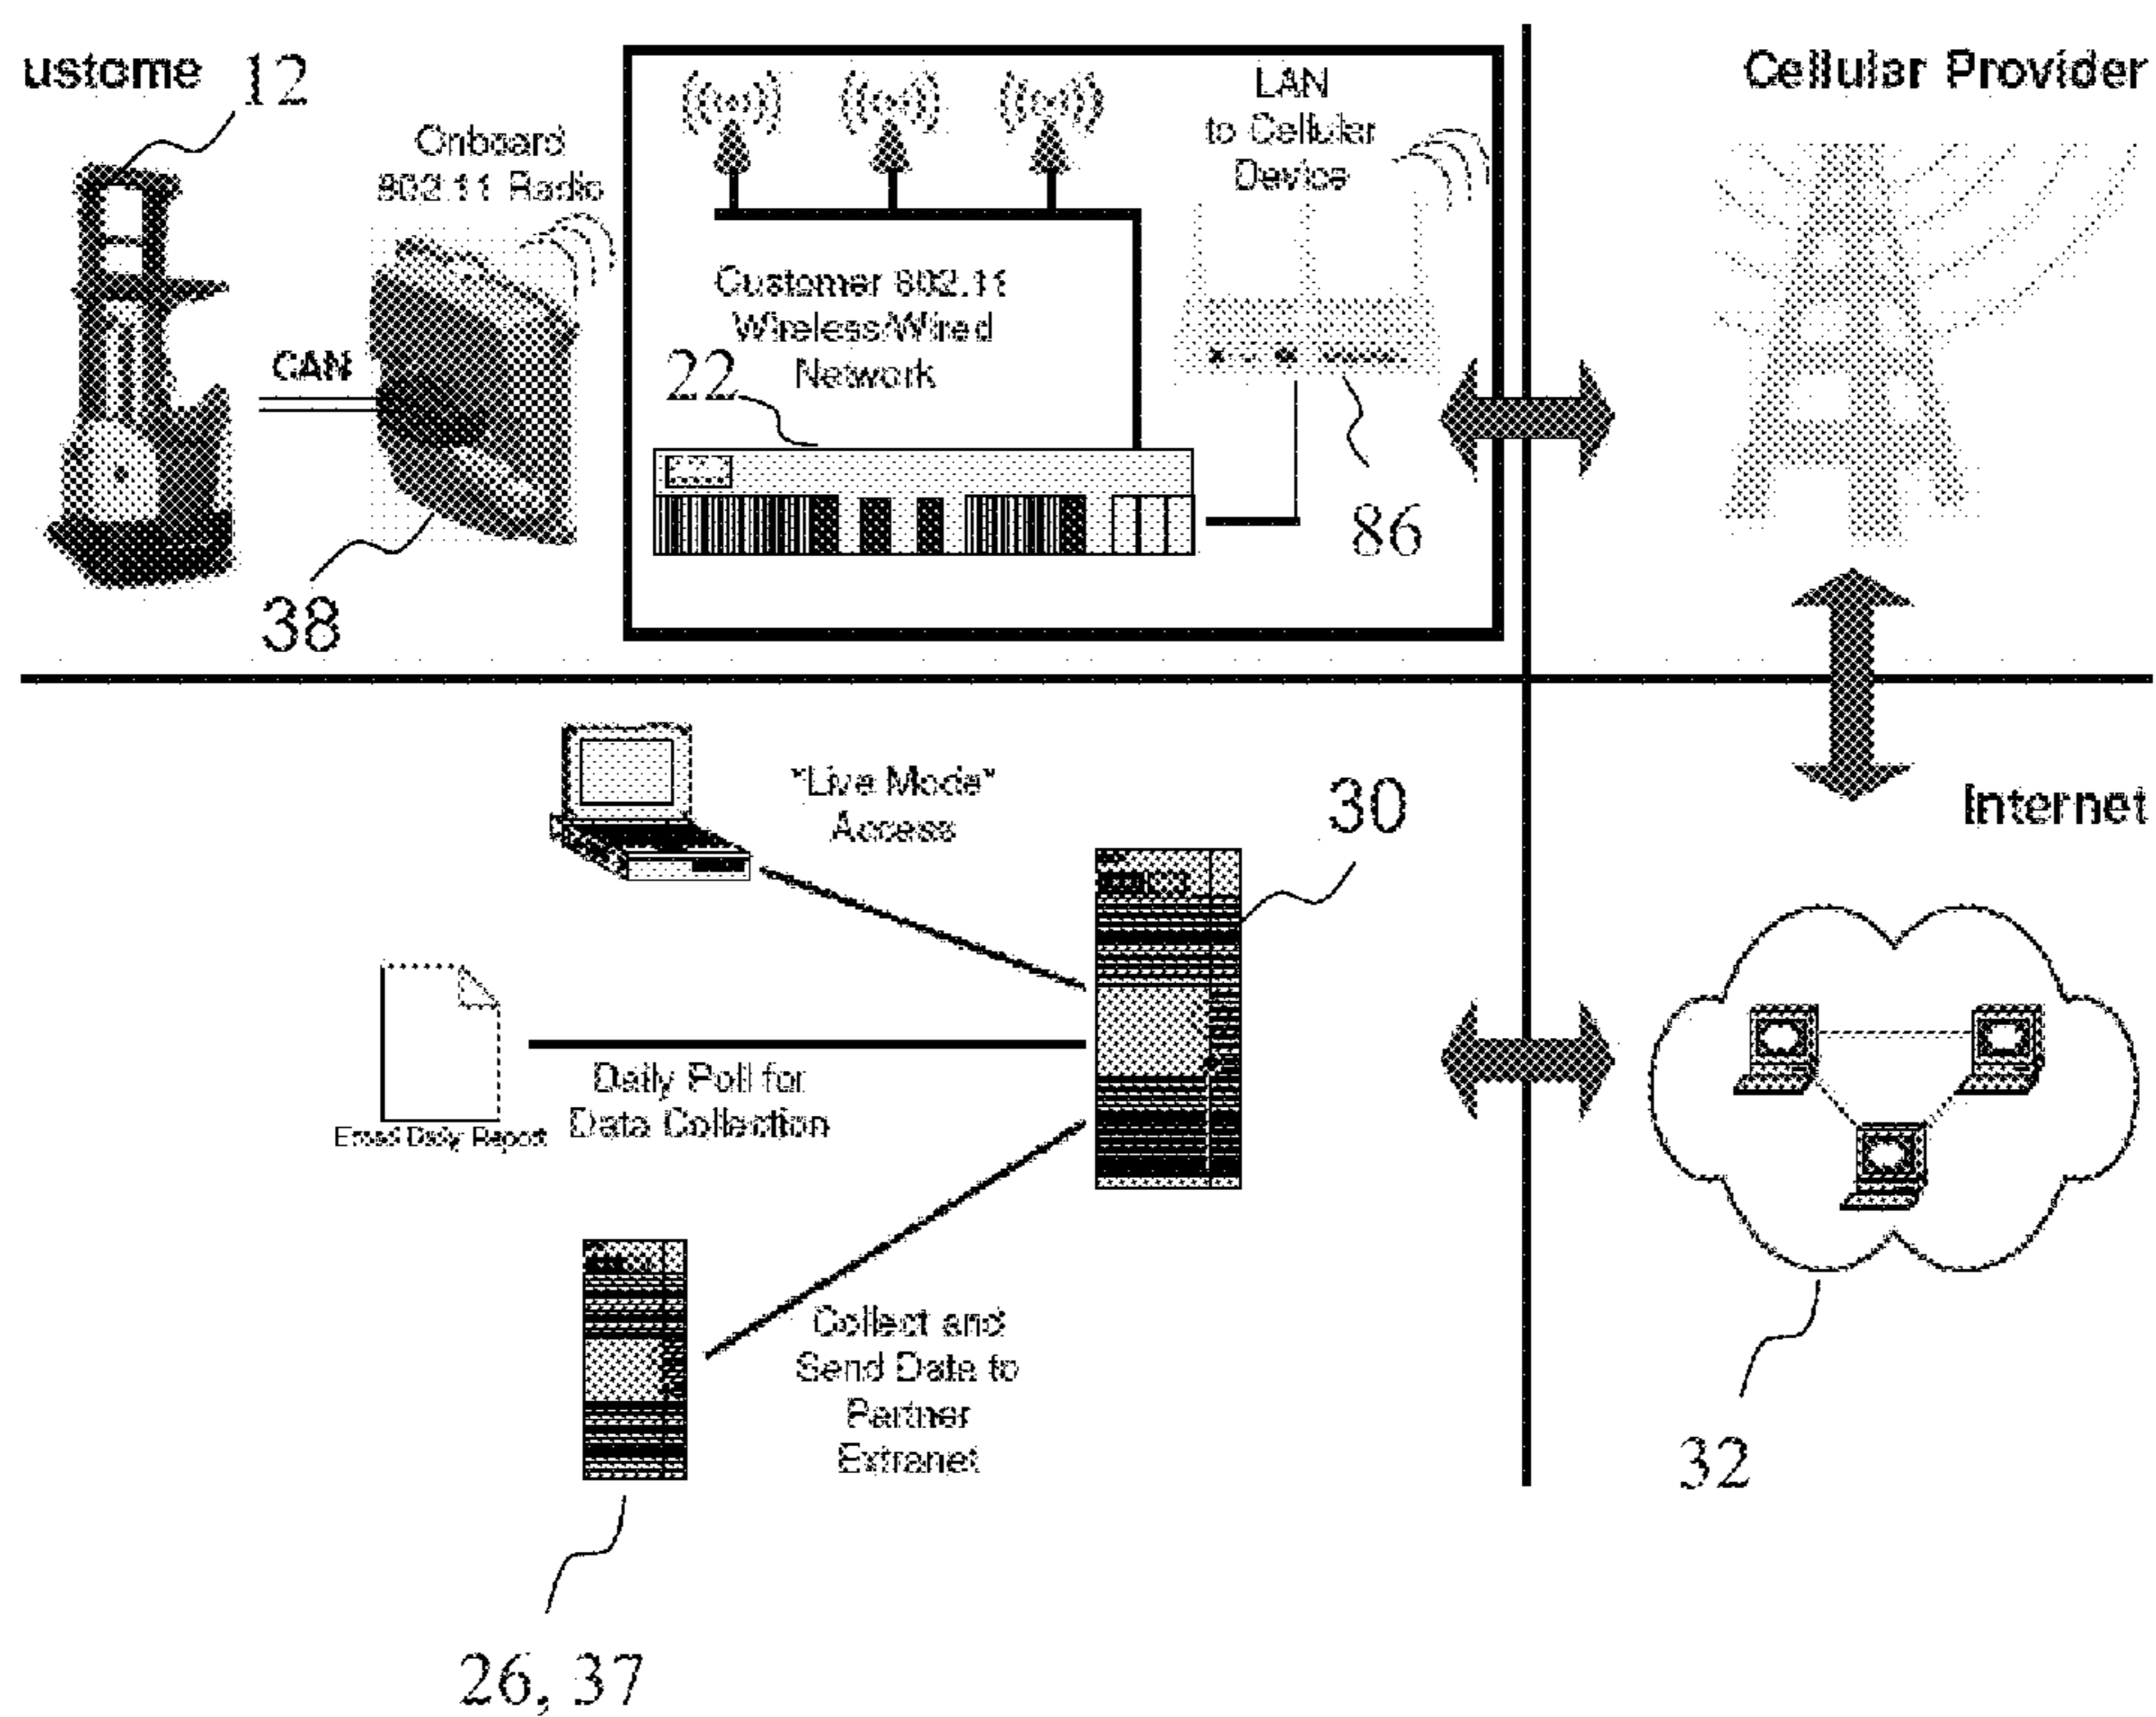 ustome
12
Onboard
802.11 Radio
CAN
38
LAN
to Cellular
Device
Customer 802.11
Wireless/Wired
Network
22
86
Cellular Provider
"Live Mode"
Access
30
Internet
Daily Poll for
Data Collection
Email Daily Report
Collect and
Send Data to
Partner
Extranet
32
26, 37